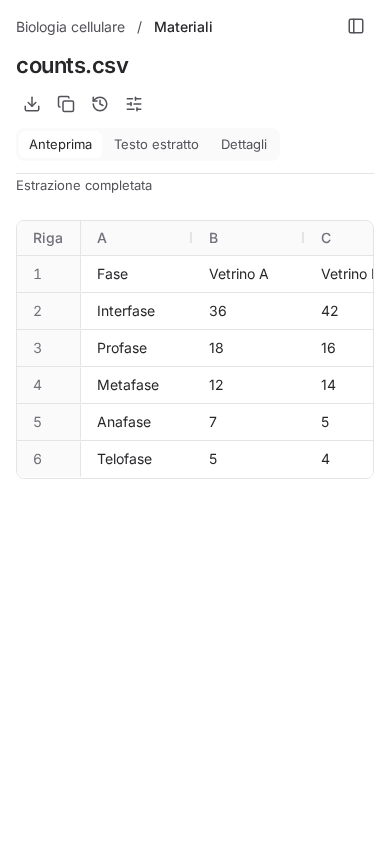 Biologia cellulare / Materiali
counts.csv
Anteprima Testo estratto Dettagli
Estrazione completata
Riga A B C
1 Fase Vetrino A Vetrino
2 Interfase 36 42
3 Profase 18 16
4 Metafase 12 14
5 Anafase 7 5
6 Telofase 5 4